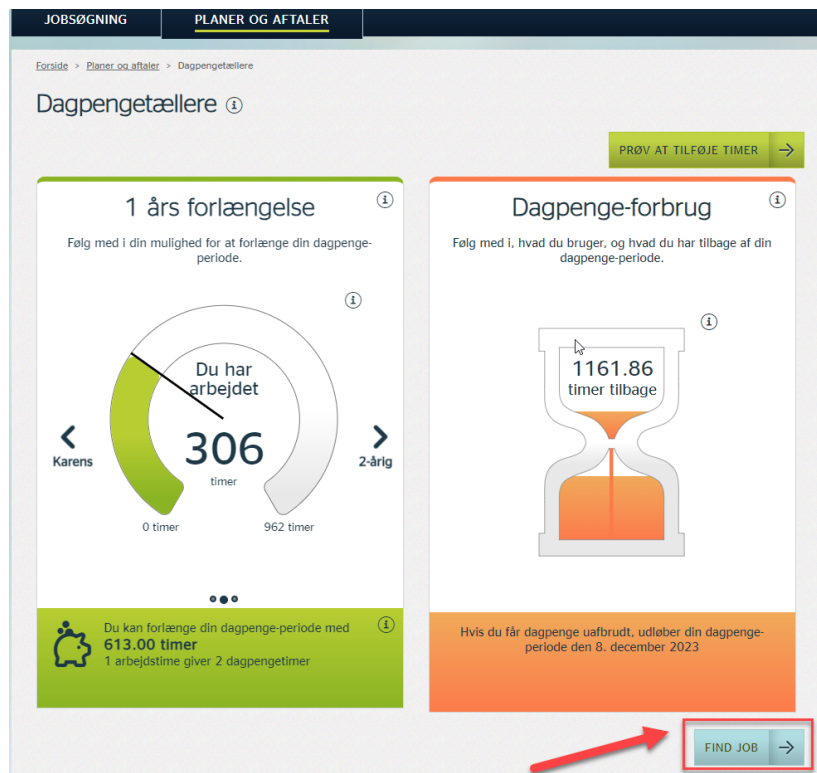 JOBSØGNING
PLANER OG AFTALER
Forside > Planer og aftaler > Dagpengetællere
Dagpengetællere
PRØV AT TILFØJE TIMER
1 års forlængelse
Følg med i din mulighed for at forlænge din dagpenge-
periode.
Du har
arbejdet
306
timer
Karens
2-årig
0 timer
962 timer
Du kan forlænge din dagpenge-periode med
613.00 timer
1 arbejdstime giver 2 dagpengetimer
Dagpenge-forbrug
Følg med i, hvad du bruger, og hvad du har tilbage af din
dagpenge-periode.
1161.86
timer tilbage
Hvis du får dagpenge uafbrudt, udløber din dagpenge-
periode den 8. december 2023
FIND JOB